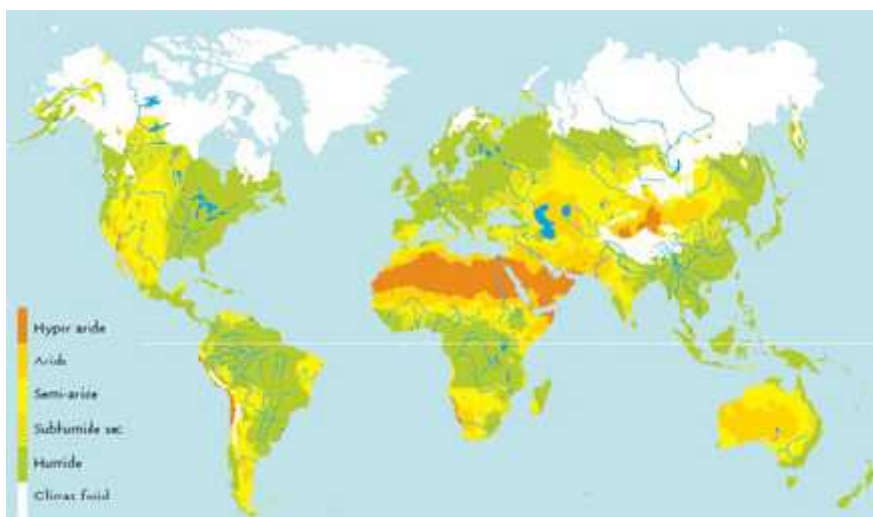 Hyper aride
Aride
Semi-aride
Subhumide sec
Humide
Climat froid